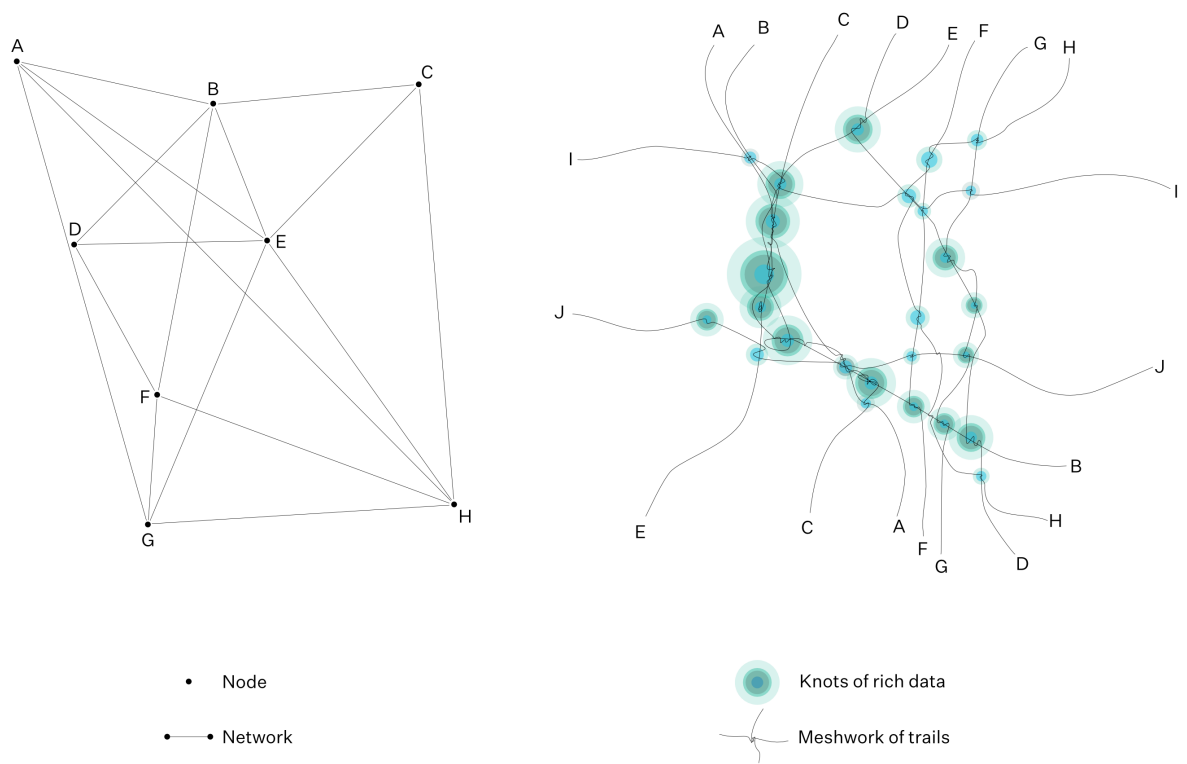 A
B
C
D
E
F
G
H
A
B
C
D
E
F
G
H
I
I
J
J
B
H
E
C
A
F
G
D
Node
Knots of rich data
Network
Meshwork of trails